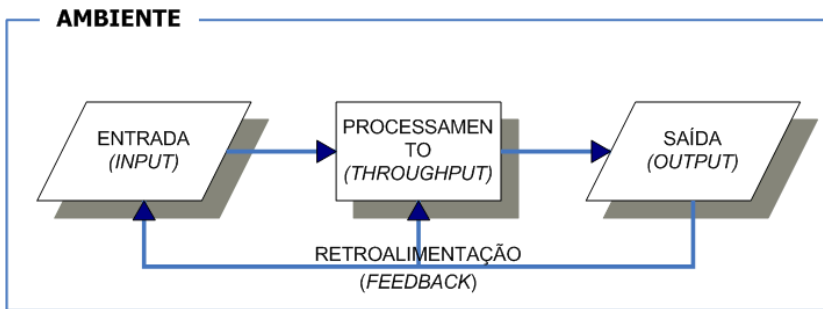 AMBIENTE
ENTRADA
(INPUT)
PROCESSAMEN
TO
(THROUGHPUT)
SAÍDA
(OUTPUT)
RETROALIMENTAÇÃO
(FEEDBACK)